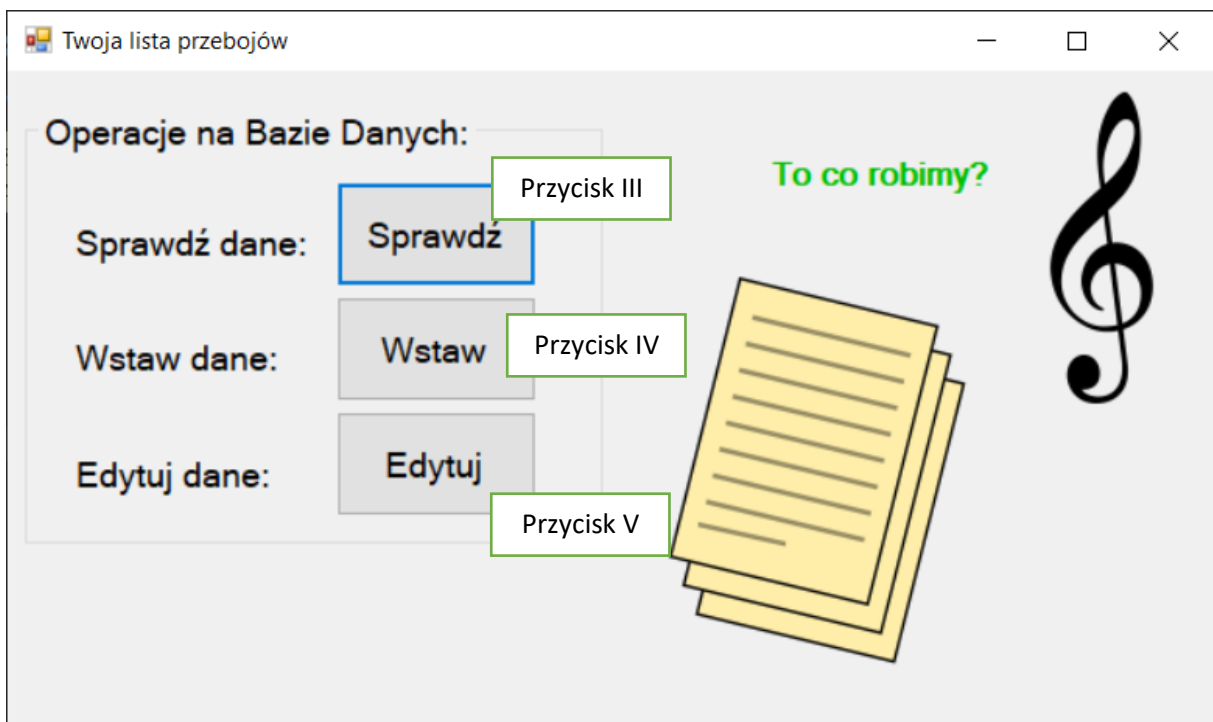 Twoja lista przebojów
Operacje na Bazie Danych:
Przycisk III
To co robimy?
Sprawdź dane:
Sprawdź
Wstaw dane:
Wstaw
Przycisk IV
Edytuj dane:
Edytuj
Przycisk V